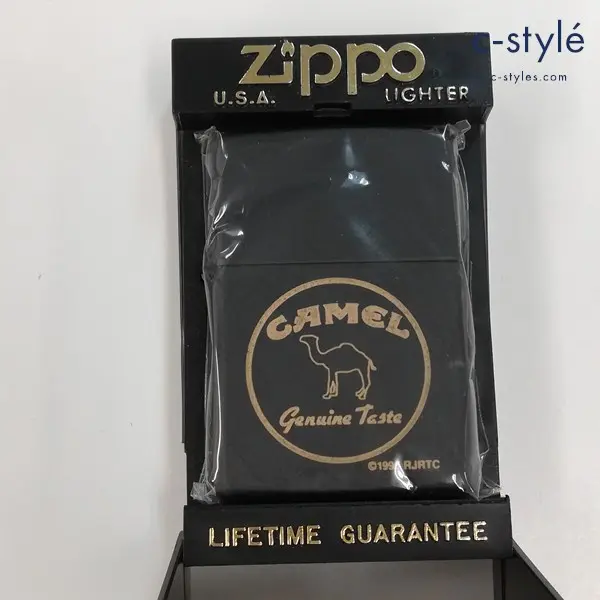 c-stylé
c-styles.com
zippo
U.S.A. LIGHTER
CAMEL
Genuine Taste
RJRTC
LIFETIME GUARANTEE